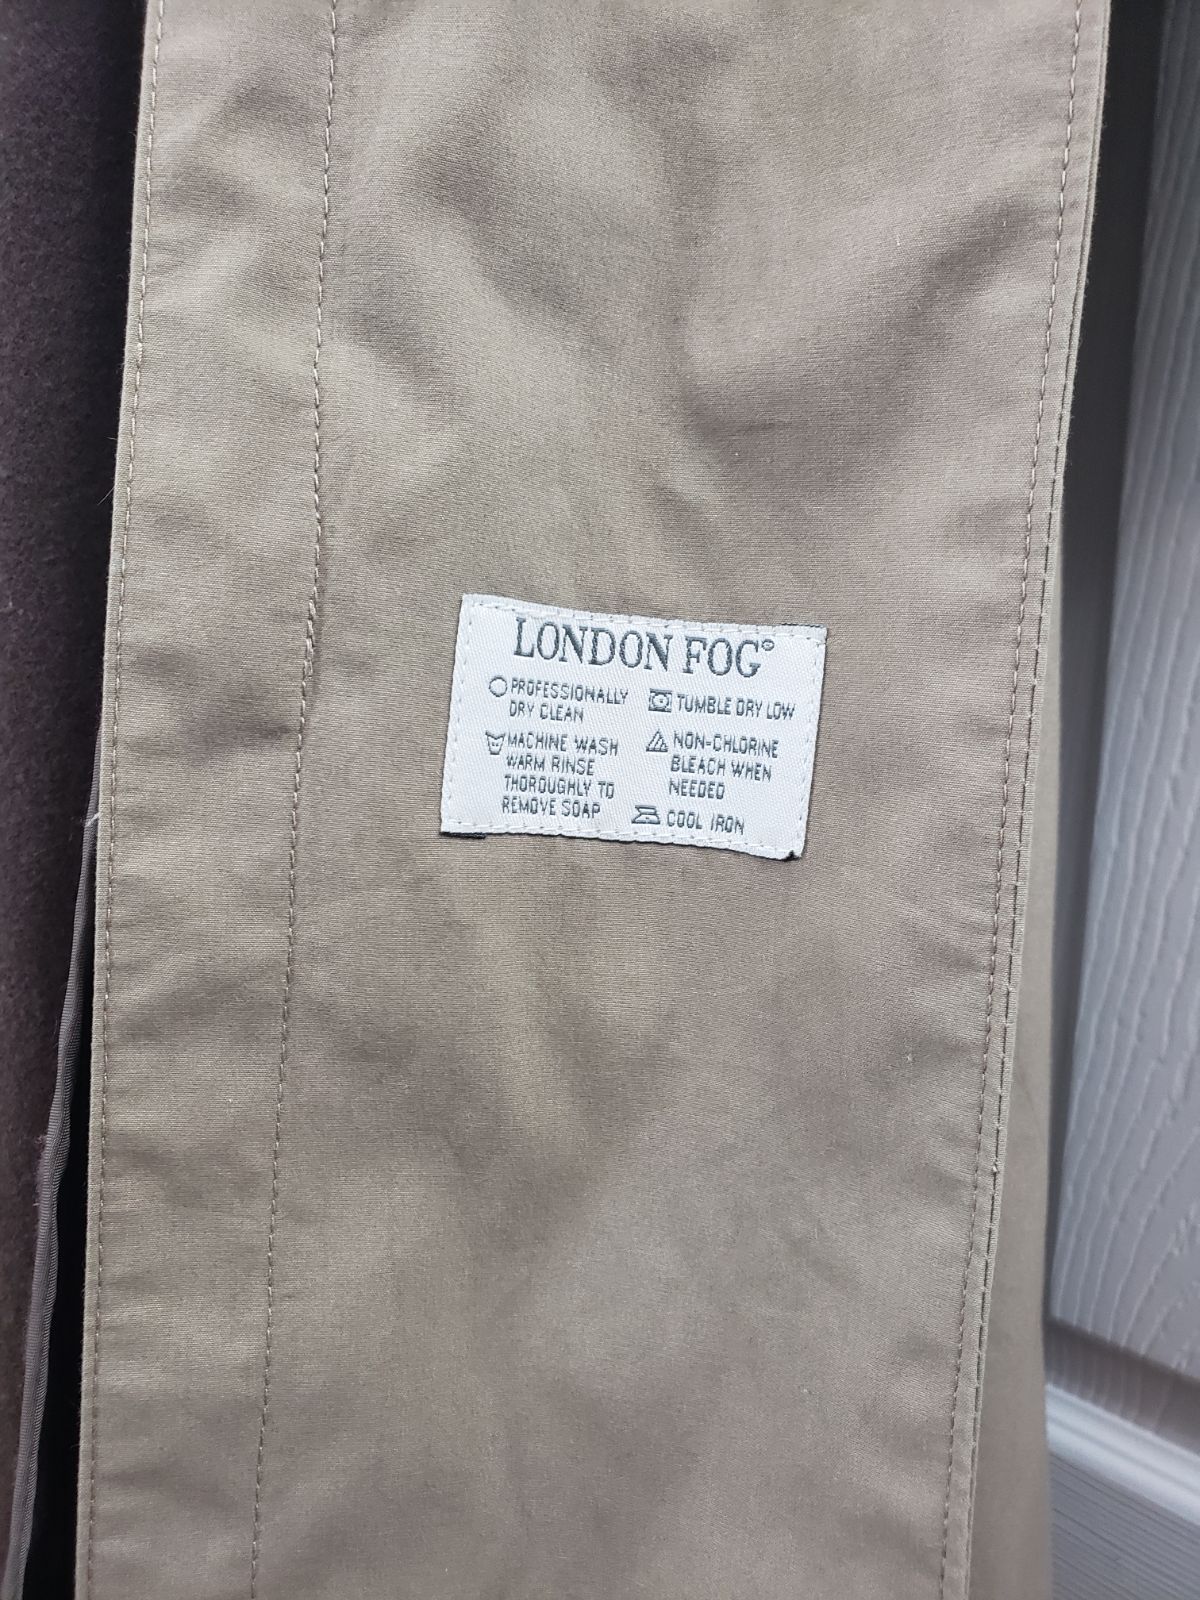 LONDON FOG®
PROFESSIONALLY
DRY CLEAN
MACHINE WASH
WARM RINSE
THOROUGHLY TO
REMOVE SOAP
TUMBLE DRY LOW
NON-CHLORINE
BLEACH WHEN
NEEDED
COOL IRON